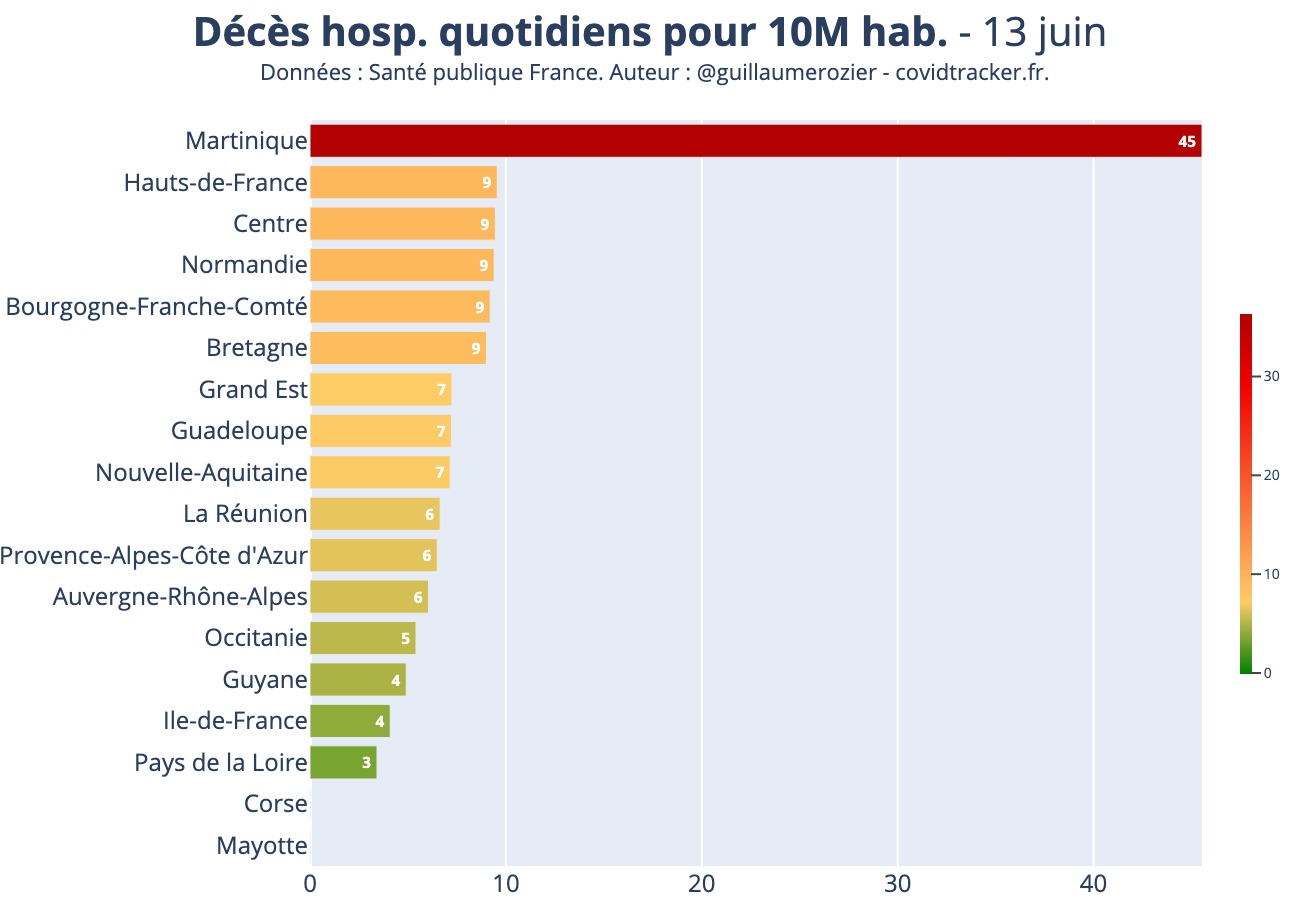 Décès hosp. quotidiens pour 10M hab. - 13 juin
Données : Santé publique France. Auteur : @guillaumerozier - covidtracker.fr.
Martinique 45
Hauts-de-France 9
Centre 9
Normandie 9
Bourgogne-Franche-Comté 9
Bretagne 9
Grand Est 7
Guadeloupe 7
Nouvelle-Aquitaine 7
La Réunion 6
Provence-Alpes-Côte d'Azur 6
Auvergne-Rhône-Alpes 6
Occitanie 5
Guyane 4
Ile-de-France 4
Pays de la Loire 3
Corse
Mayotte
0 10 20 30 40
30
20
10
0